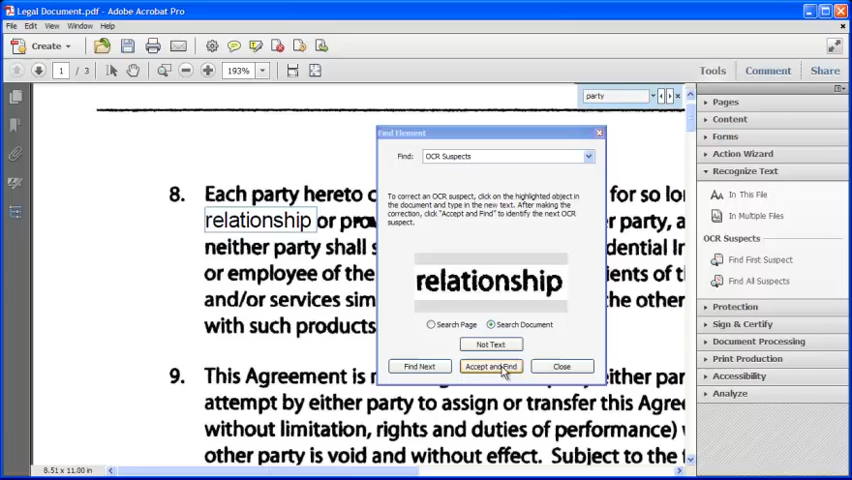 Legal Document.pdf - Adobe Acrobat Pro
File Edit View Window Help
Create
1 / 3 193% Tools Comment Share
party
Pages
Content
Forms
Action Wizard
Recognize Text
In This File
In Multiple Files
OCR Suspects
Find First Suspect
Find All Suspects
Protection
Sign & Certify
Document Processing
Print Production
Accessibility
Analyze
Find Element
Find: OCR Suspects
To correct an OCR suspect, click on the highlighted object in
the document and type in the new text. After making the
correction, click "Accept and Find" to identify the next OCR
suspect.
relationship
Search Page Search Document
Not Text
Find Next Accept and Find Close
8. Each party hereto for so
relationship or party, a
neither party shall dential
or employee of the ients of
and/or services the other
with such products
9. This Agreement is either par
attempt by either party to assign or transfer this
without limitation, rights and duties of performance)
other party is void and without effect. Subject to the
8.51 x 11.00 in